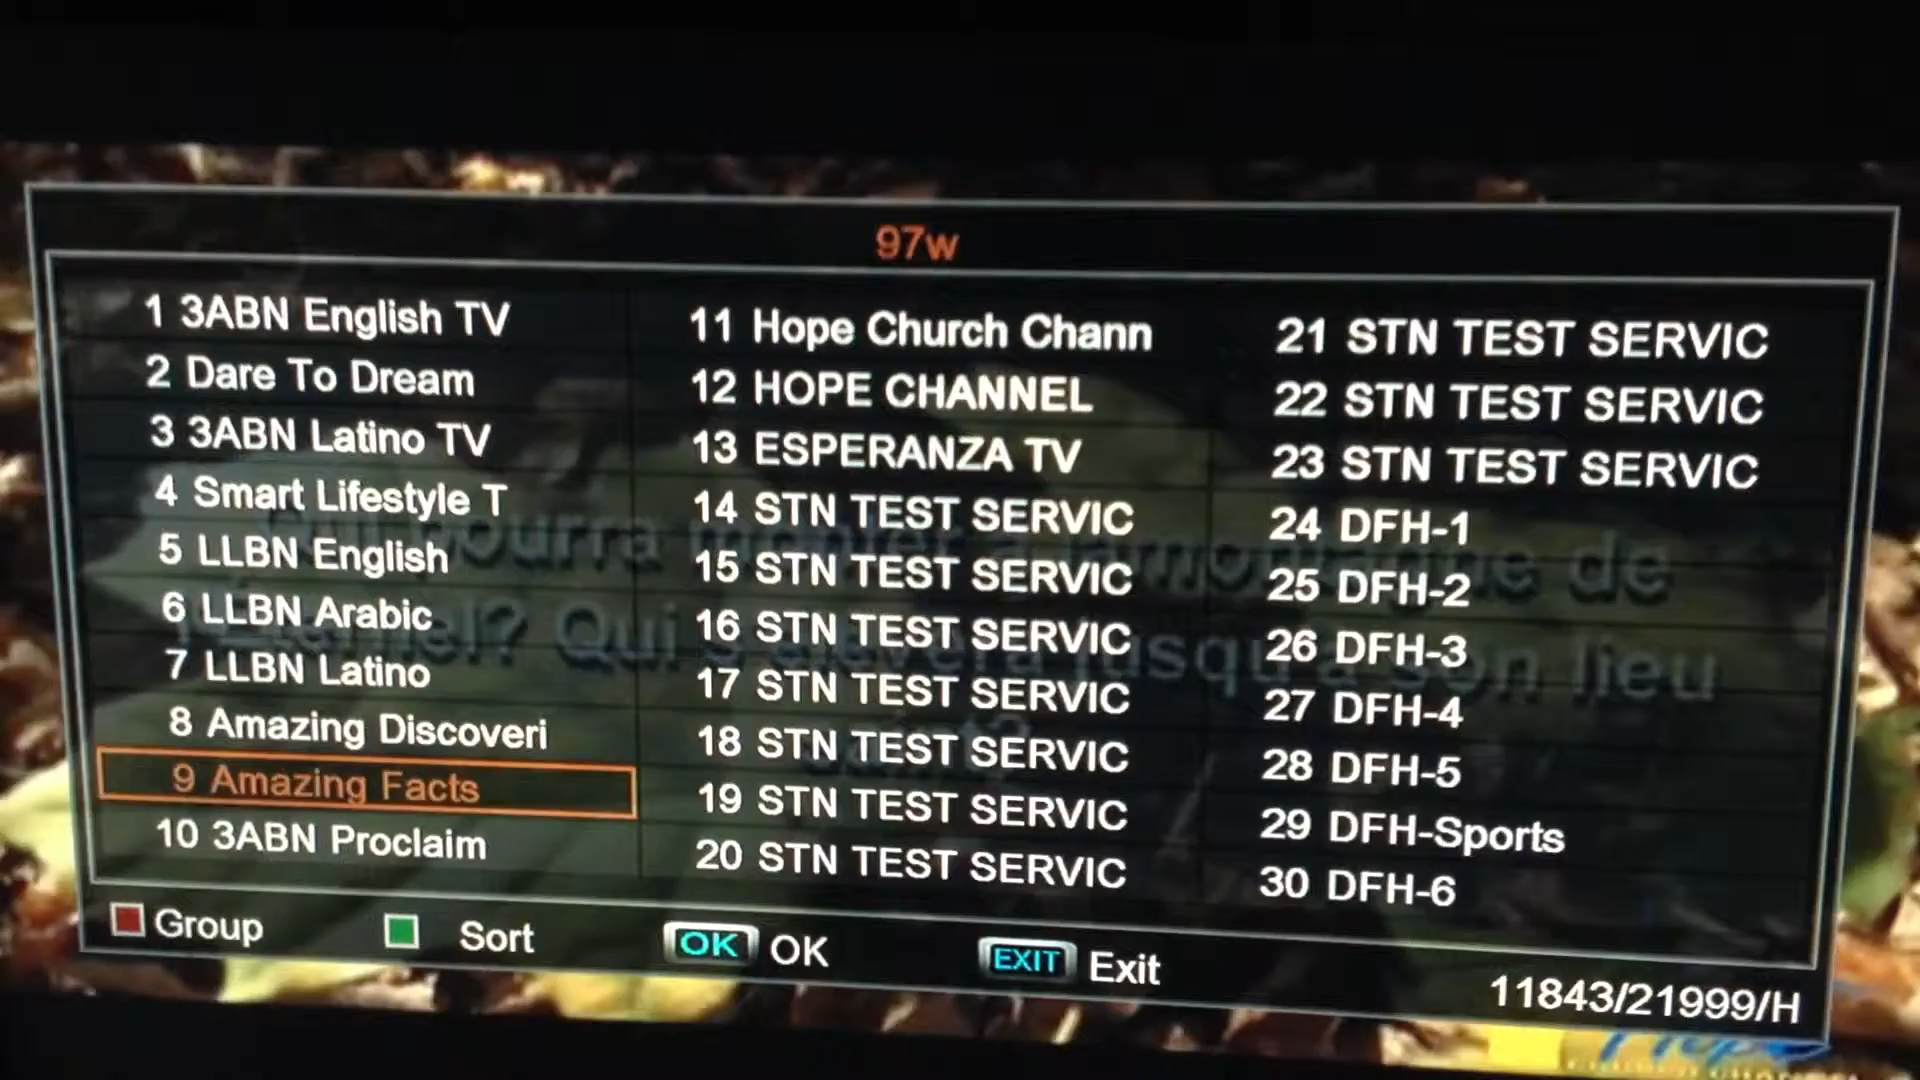 97w
1 3ABN English TV
2 Dare To Dream
3 3ABN Latino TV
4 Smart Lifestyle T
5 LLBN English
6 LLBN Arabic
7 LLBN Latino
8 Amazing Discoveri
9 Amazing Facts
10 3ABN Proclaim
11 Hope Church Chann
12 HOPE CHANNEL
13 ESPERANZA TV
14 STN TEST SERVIC
15 STN TEST SERVIC
16 STN TEST SERVIC
17 STN TEST SERVIC
18 STN TEST SERVIC
19 STN TEST SERVIC
20 STN TEST SERVIC
21 STN TEST SERVIC
22 STN TEST SERVIC
23 STN TEST SERVIC
24 DFH-1
25 DFH-2
26 DFH-3
27 DFH-4
28 DFH-5
29 DFH-Sports
30 DFH-6
Group Sort OK OK EXIT Exit
11843/21999/H